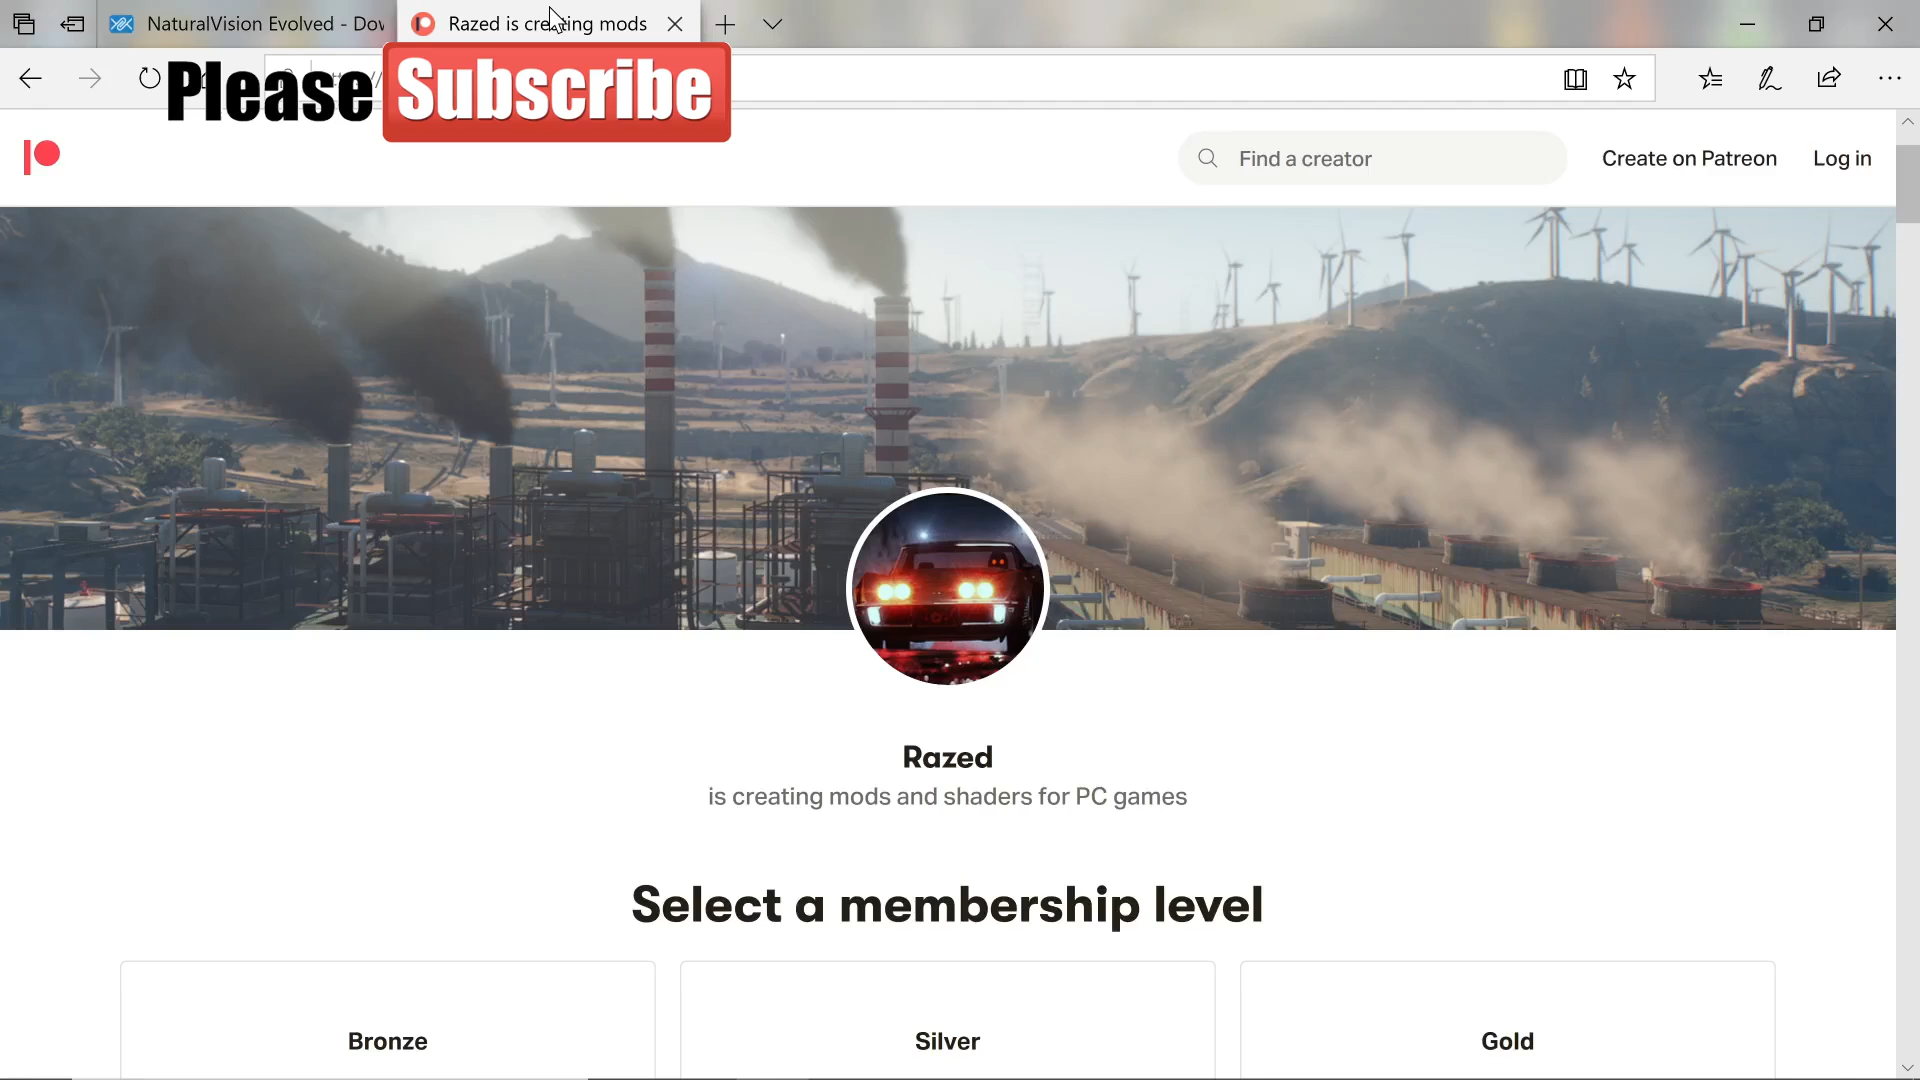 NaturalVision Evolved - Dov
Razed is creating mods
Please Subscribe
Find a creator
Create on Patreon
Log in
Razed
is creating mods and shaders for PC games
Select a membership level
Bronze
Silver
Gold